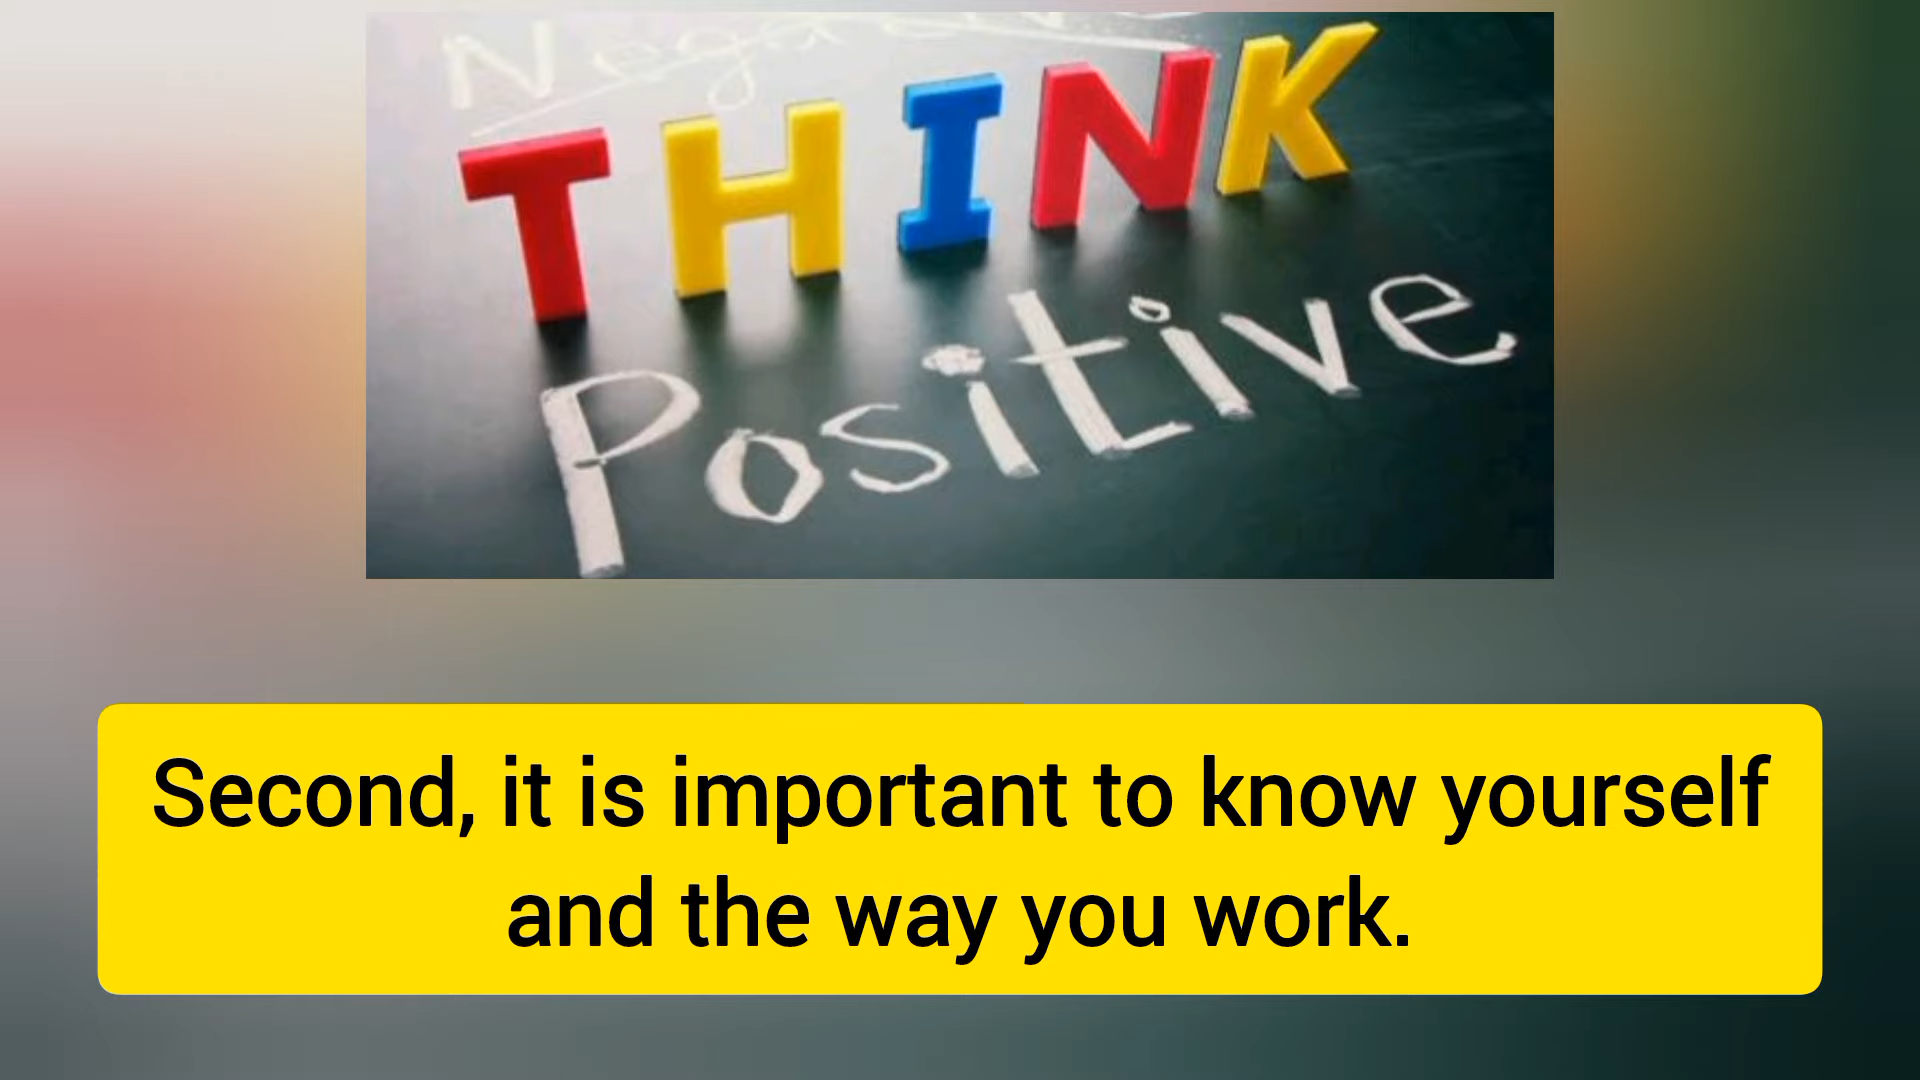 THINK
Positive
Second, it is important to know yourself
and the way you work.